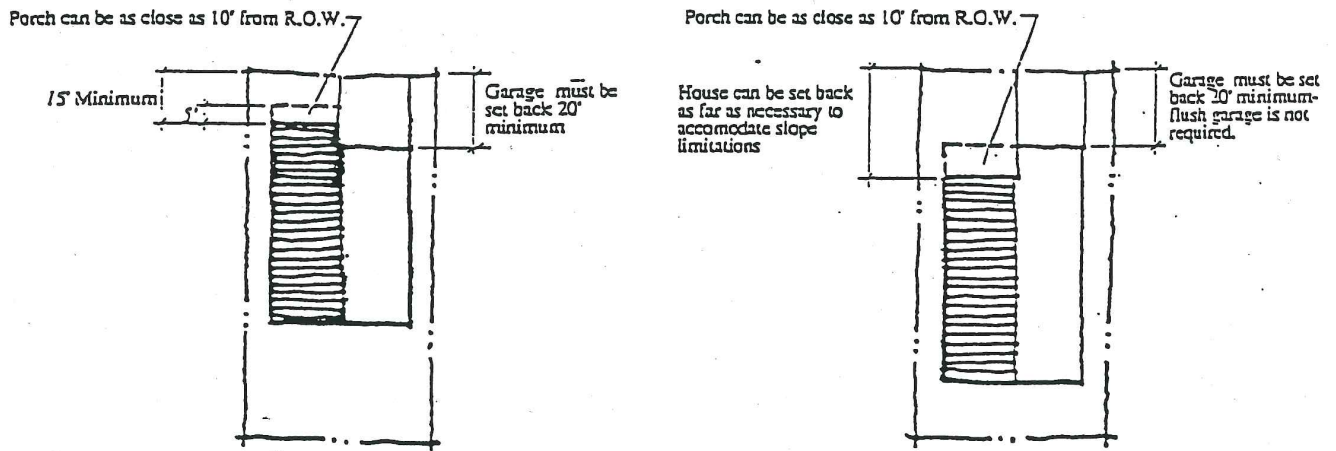 Porch can be as close as 10' from R.O.W.
15' Minimum
5'
Garage must be
set back 20'
minimum
Porch can be as close as 10' from R.O.W.
House can be set back
as far as necessary to
accomodate slope
limitations
Garage must be set
back 20' minimum-
flush garage is not
required.